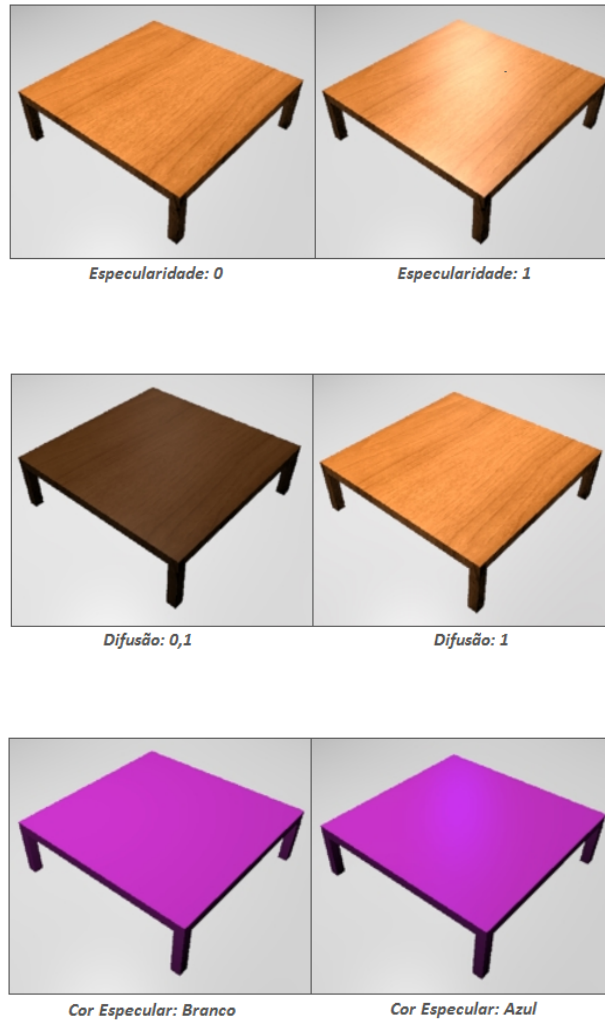 Especularidade: 0
Especularidade: 1
Difusão: 0,1
Difusão: 1
Cor Especular: Branco
Cor Especular: Azul